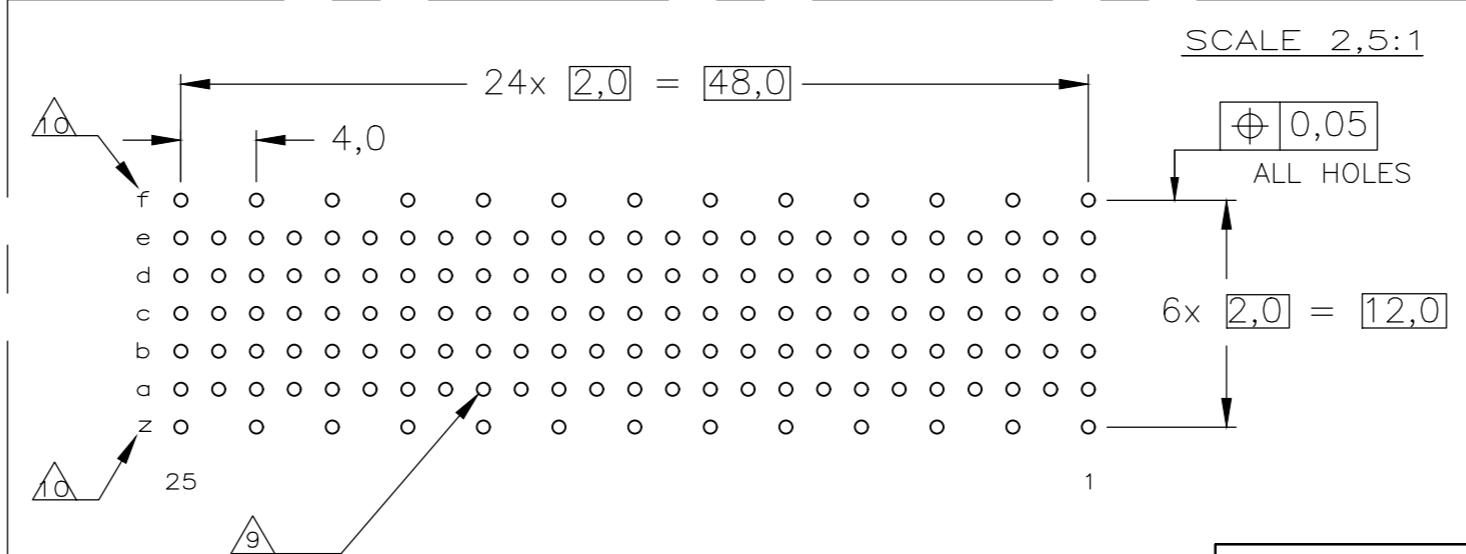 SCALE 2,5:1
24x 2,0 = 48,0
10
4,0
0,05
ALL HOLES
f
e
d
c
b
a
z
6x 2,0 = 12,0
10
25
1
9